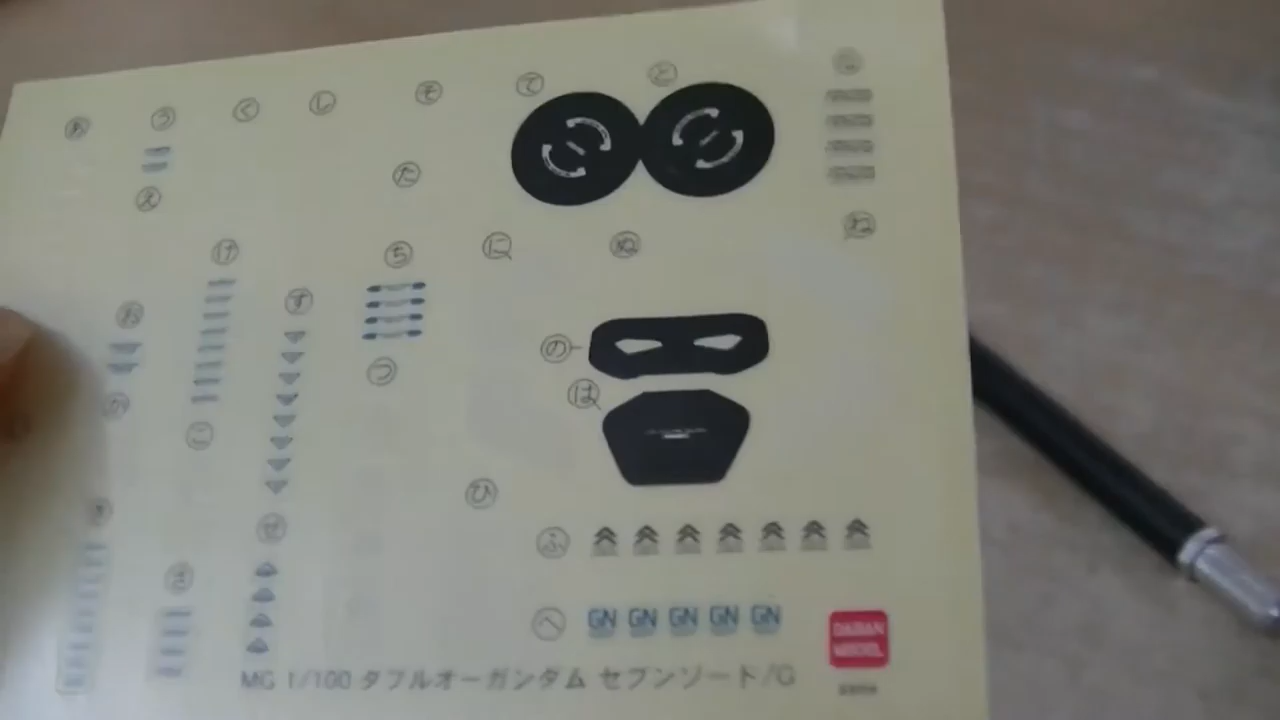 あ う く し そ て と
え た
け ち に ぬ ね
お す
の
つ は
か
こ
ひ
せ ふ
へ GN GN GN GN GN
DABAN
MODEL
MG 1/100 ダブルオーガンダム セブンソード/G